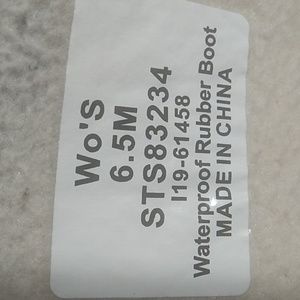 Wo'S
6.5M
STS83234
I19-61458
Waterproof Rubber Boot
MADE IN CHINA